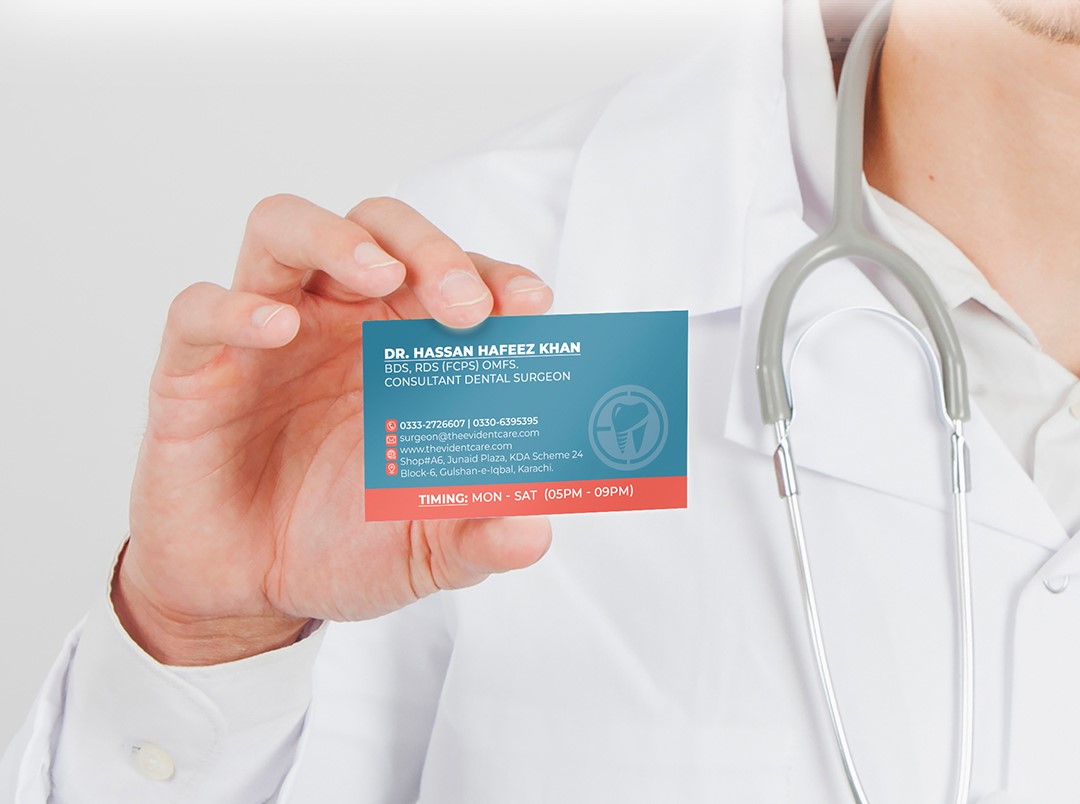 DR. HASSAN HAFEEZ KHAN
BDS, RDS (FCPS) OMFS.
CONSULTANT DENTAL SURGEON
0333-2726607 | 0330-6395395
surgeon@theevidentcare.com
www.thevidentcare.com
Shop#A6, Junaid Plaza, KDA Scheme 24
Block-6, Gulshan-e-Iqbal, Karachi.
TIMING: MON - SAT (05PM - 09PM)